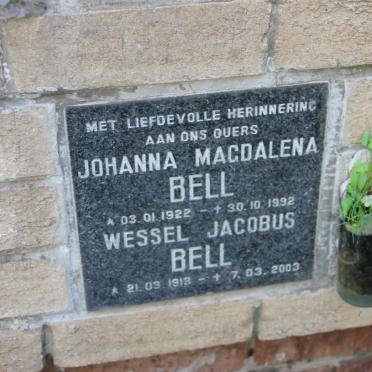 MET LIEFDEVOLLE HERINNERING
AAN ONS OUERS
JOHANNA MAGDALENA
BELL
* 03.01.1922 - + 30.10.1992
WESSEL JACOBUS
BELL
* 21.03.1913 - + 7.03.2003